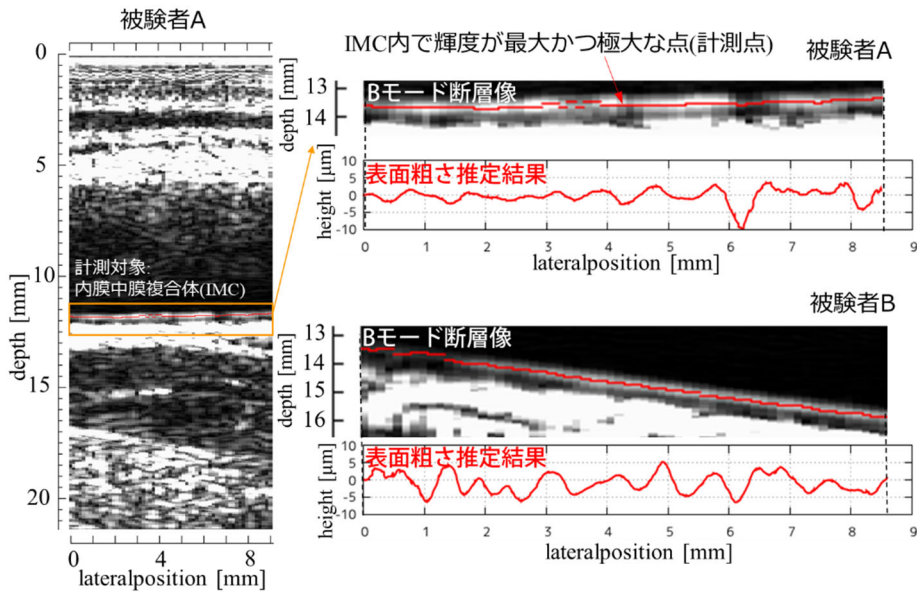 被験者A
0
5
10
15
20
depth [mm]
計測対象:
内膜中膜複合体(IMC)
0
4
8
lateralposition [mm]
IMC内で輝度が最大かつ極大な点(計測点)
被験者A
Bモード断層像
13
14
depth [mm]
表面粗さ推定結果
10
5
0
-5
-10
height [μm]
0 1 2 3 4 5 6 7 8 9
lateralposition [mm]
被験者B
Bモード断層像
13
14
15
16
depth [mm]
表面粗さ推定結果
10
5
0
-5
-10
height [μm]
0 1 2 3 4 5 6 7 8 9
lateralposition [mm]